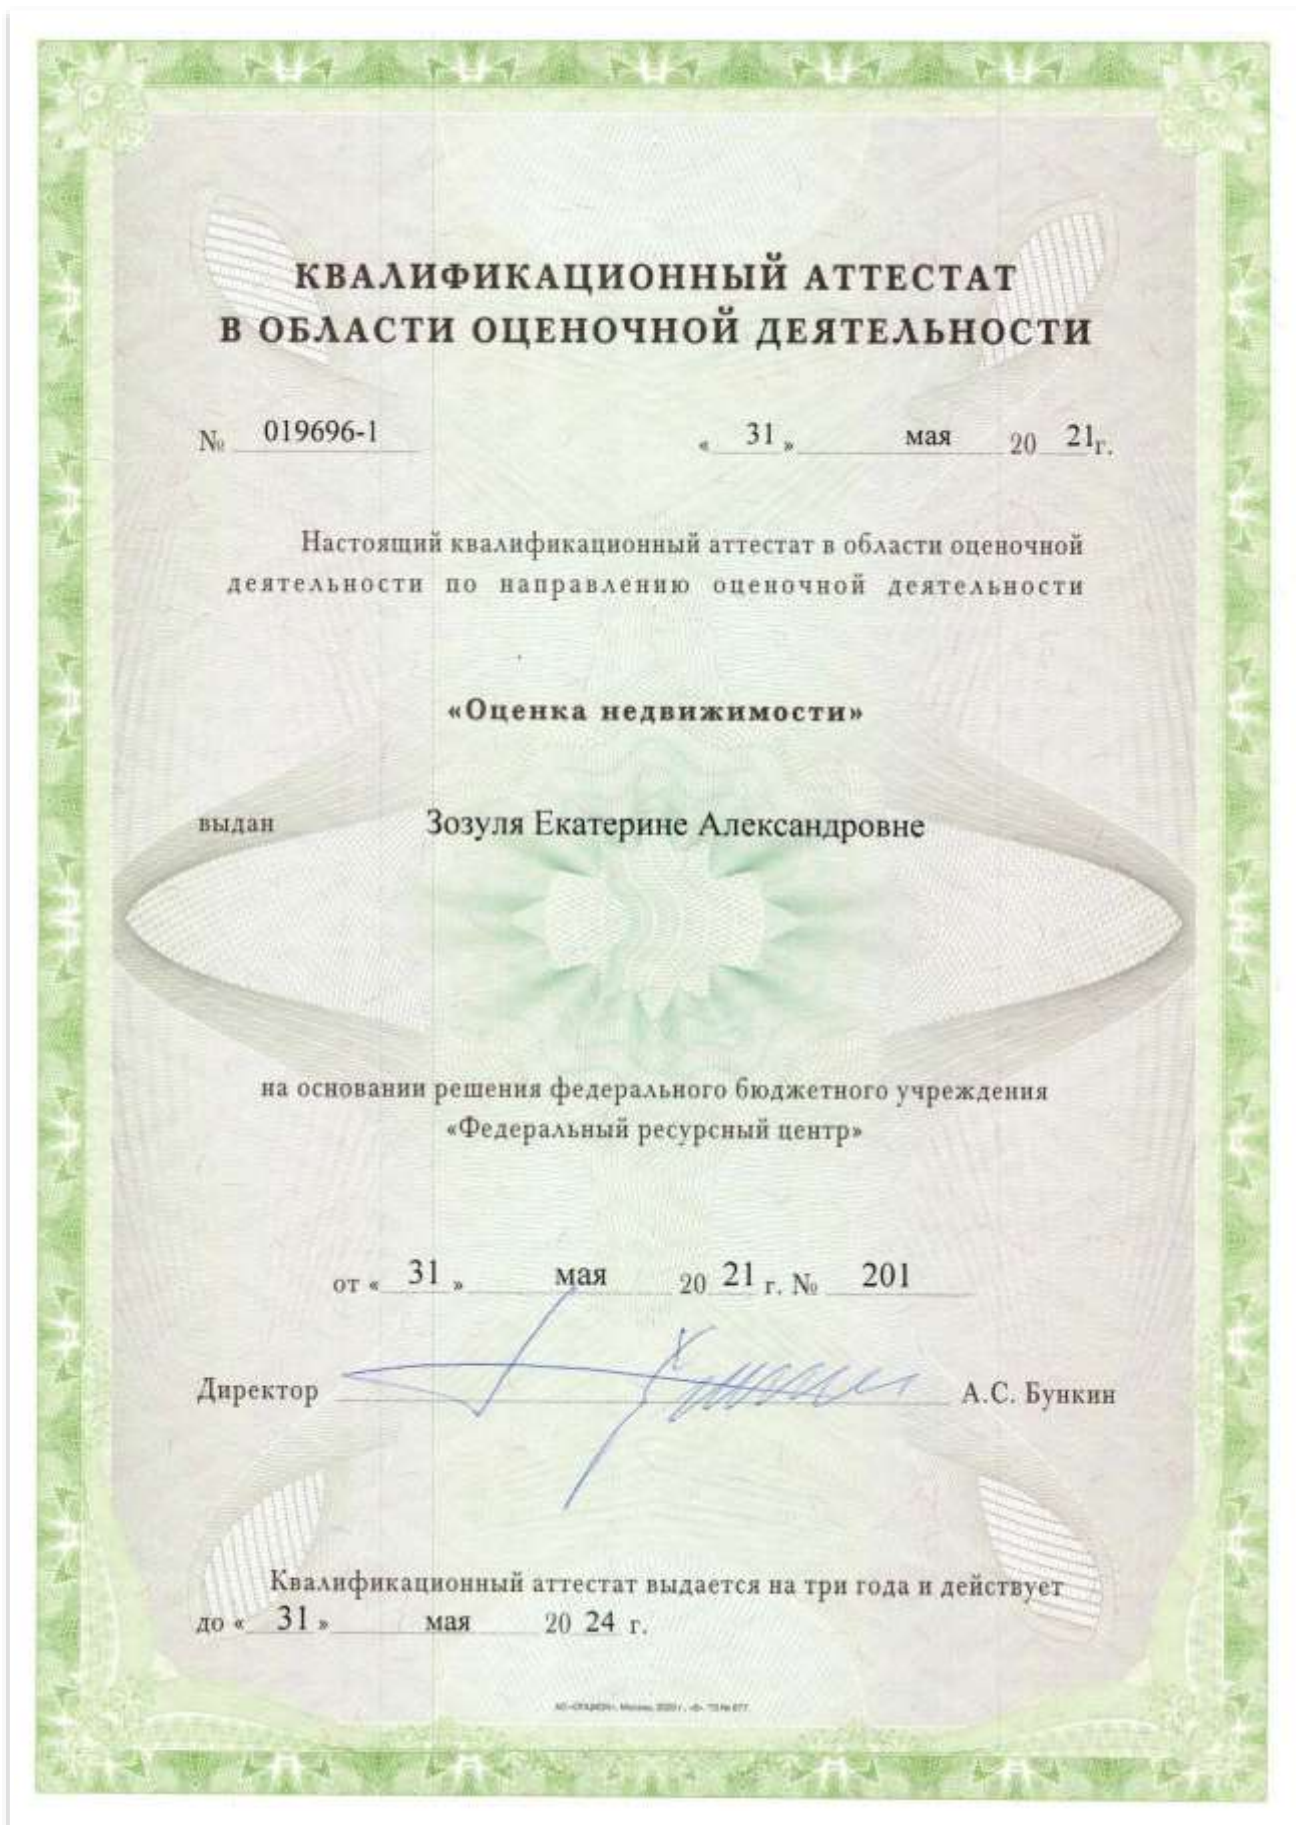 КВАЛИФИКАЦИОННЫЙ АТТЕСТАТ
В ОБЛАСТИ ОЦЕНОЧНОЙ ДЕЯТЕЛЬНОСТИ
№ 019696-1 « 31 » мая 20 21 г.
Настоящий квалификационный аттестат в области оценочной
деятельности по направлению оценочной деятельности
«Оценка недвижимости»
выдан Зозуля Екатерине Александровне
на основании решения федерального бюджетного учреждения
«Федеральный ресурсный центр»
от « 31 » мая 20 21 г. № 201
Директор А.С. Бункин
Квалификационный аттестат выдается на три года и действует
до « 31 » мая 20 24 г.
Москва, 2020 г.